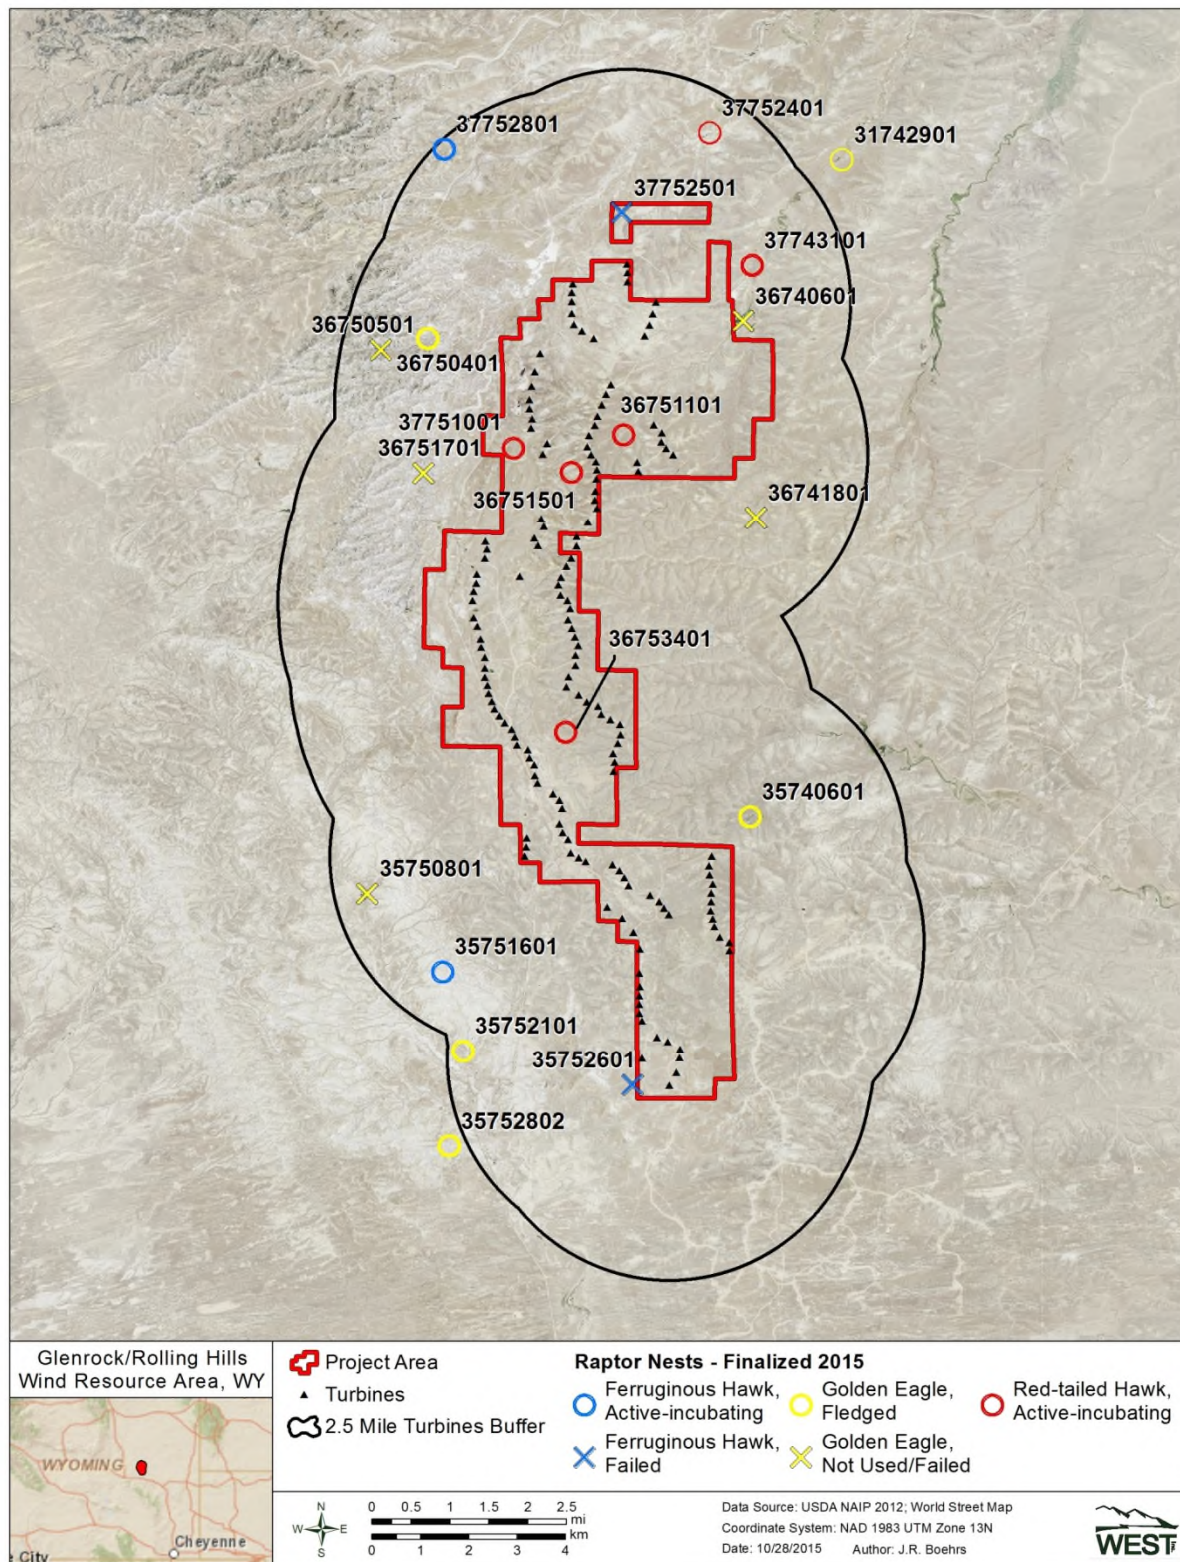 37752401
37752801
31742901
37752501
37743101
36740601
36750501
36750401
36751101
37751001
36751701
36751501
36741801
36753401
35740601
35750801
35751601
35752101
35752601
35752802
Glenrock/Rolling Hills
Wind Resource Area, WY
WYOMING
Cheyenne
e City
Project Area
Turbines
2.5 Mile Turbines Buffer
Raptor Nests - Finalized 2015
Ferruginous Hawk,
Active-incubating
Golden Eagle,
Fledged
Red-tailed Hawk,
Active-incubating
Ferruginous Hawk,
Failed
Golden Eagle,
Not Used/Failed
N
W
E
S
0 0.5 1 1.5 2 2.5
mi
km
0 1 2 3 4
Data Source: USDA NAIP 2012; World Street Map
Coordinate System: NAD 1983 UTM Zone 13N
Date: 10/28/2015 Author: J.R. Boehrs
WEST